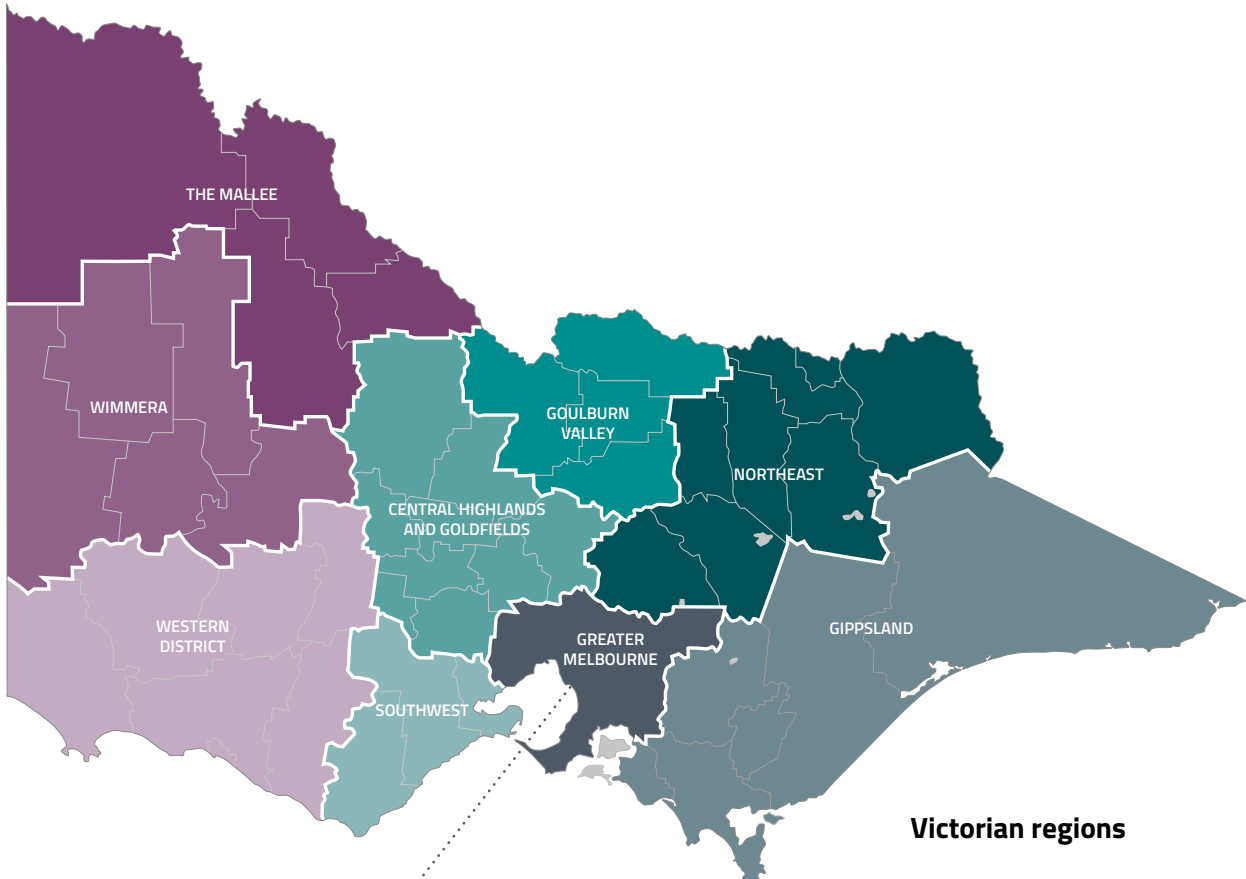 THE MALLEE
WIMMERA
GOULBURN
VALLEY
NORTHEAST
CENTRAL HIGHLANDS
AND GOLDFIELDS
WESTERN
DISTRICT
GREATER
MELBOURNE
GIPPSLAND
SOUTHWEST
Victorian regions